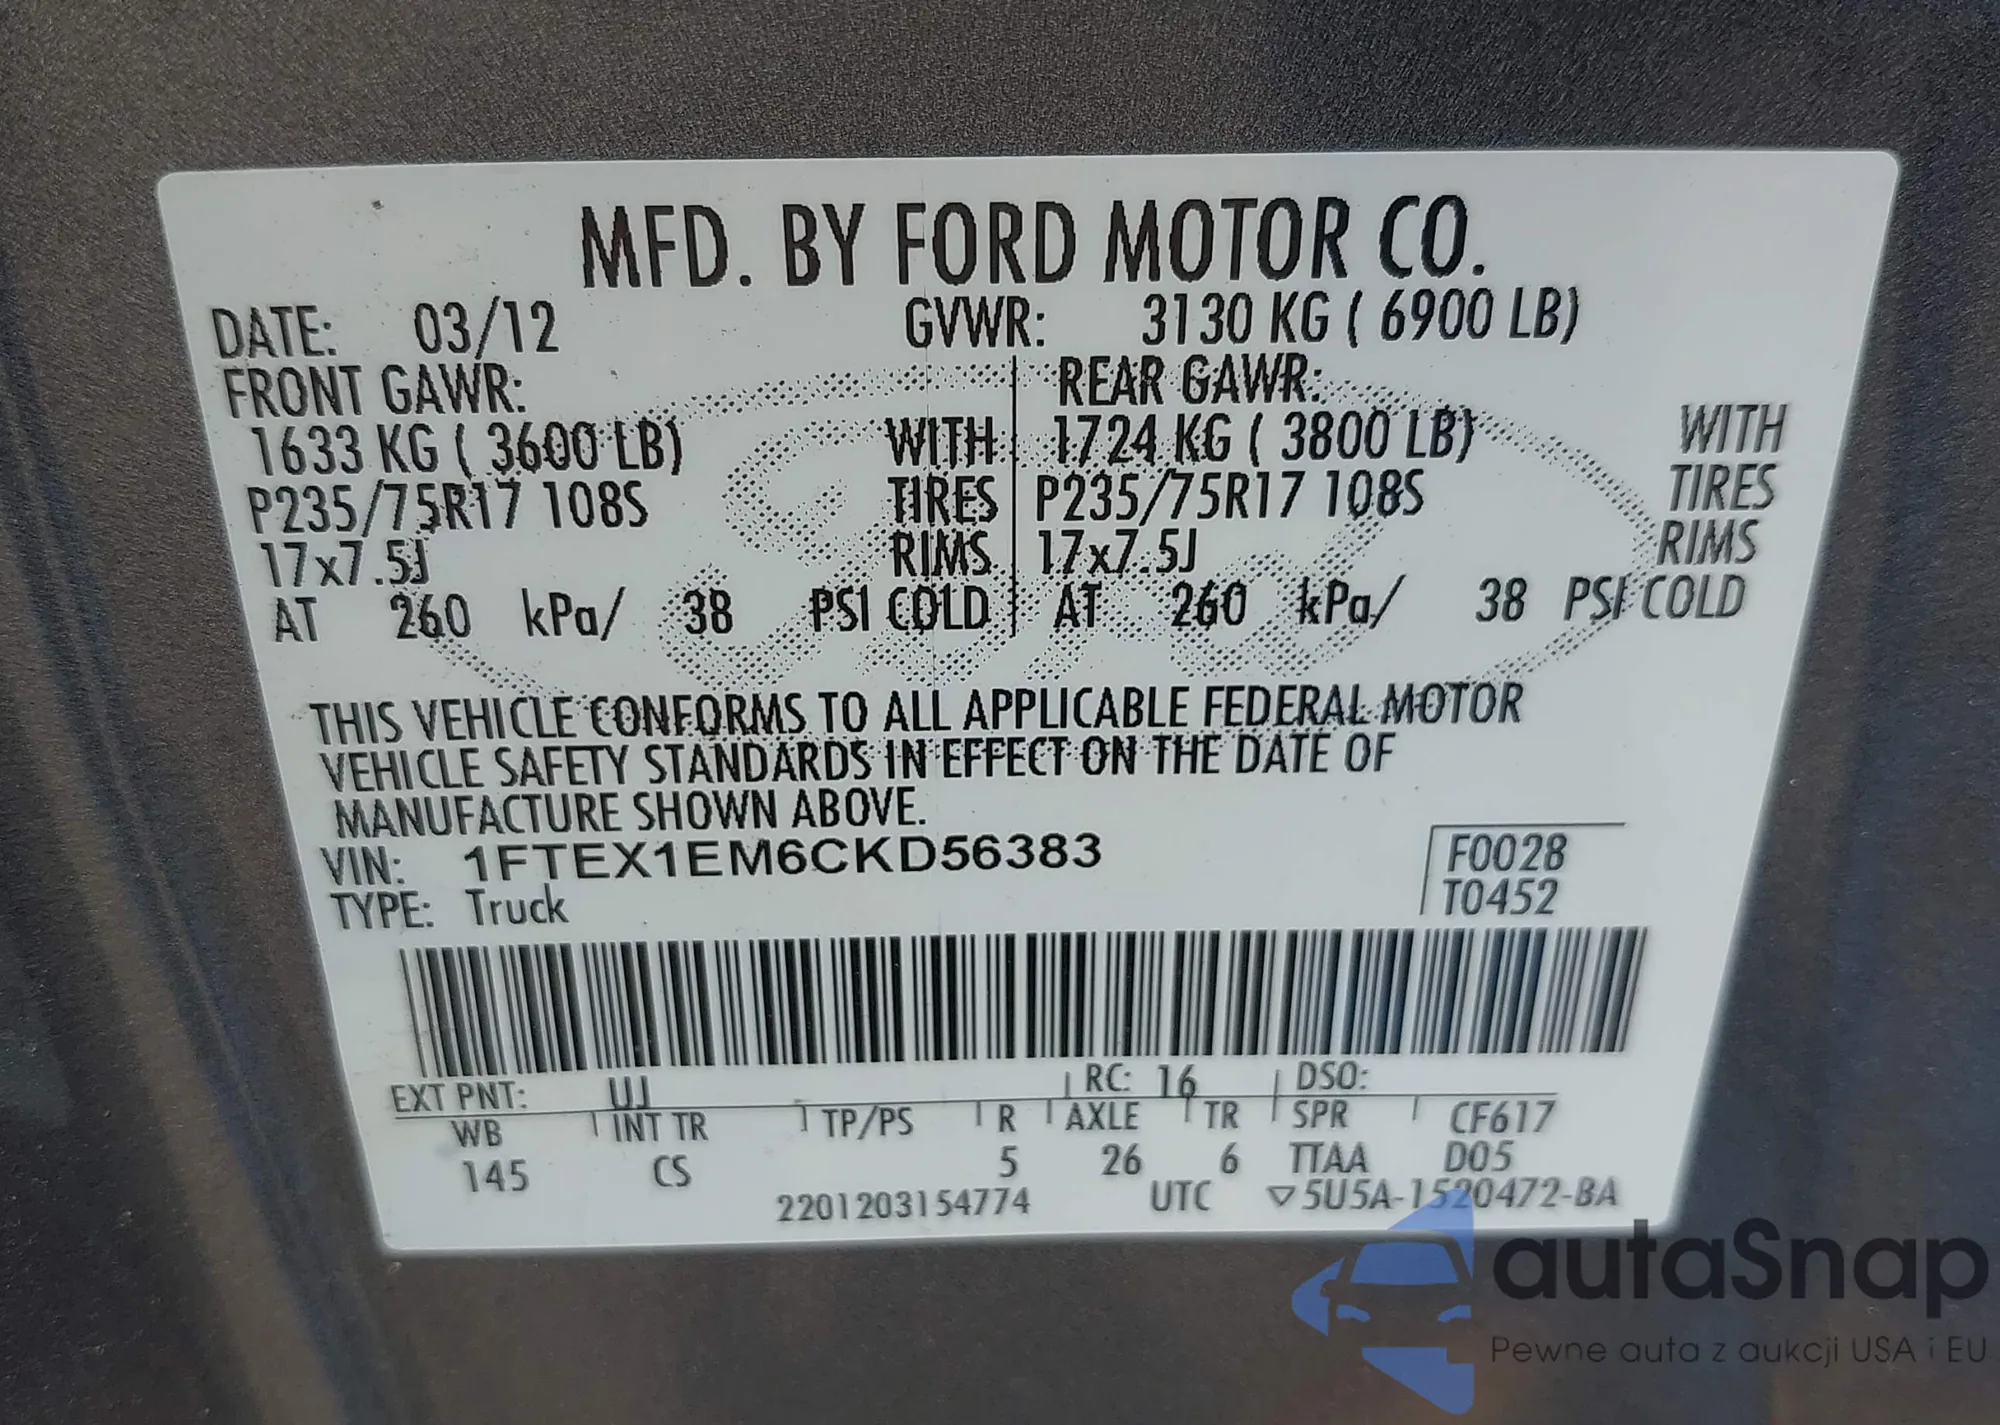 MFD. BY FORD MOTOR CO.
DATE: 03/12 GVWR: 3130 KG ( 6900 LB)
FRONT GAWR: REAR GAWR:
1633 KG ( 3600 LB) WITH 1724 KG ( 3800 LB) WITH
P235/75R17 108S TIRES P235/75R17 108S TIRES
17x7.5J RIMS 17x7.5J RIMS
AT 260 kPa/ 38 PSI COLD AT 260 kPa/ 38 PSI COLD
THIS VEHICLE CONFORMS TO ALL APPLICABLE FEDERAL MOTOR
VEHICLE SAFETY STANDARDS IN EFFECT ON THE DATE OF
MANUFACTURE SHOWN ABOVE.
VIN: 1FTEX1EM6CKD56383 F0028
TYPE: Truck T0452
EXT PNT: UJ RC: 16 DSO:
WB INT TR TP/PS R AXLE TR SPR CF617
145 CS 5 26 6 TTAA D05
2201203154774 UTC ▽5U5A-1520472-BA
autaSnap
Pewne auta z aukcji USA i EU